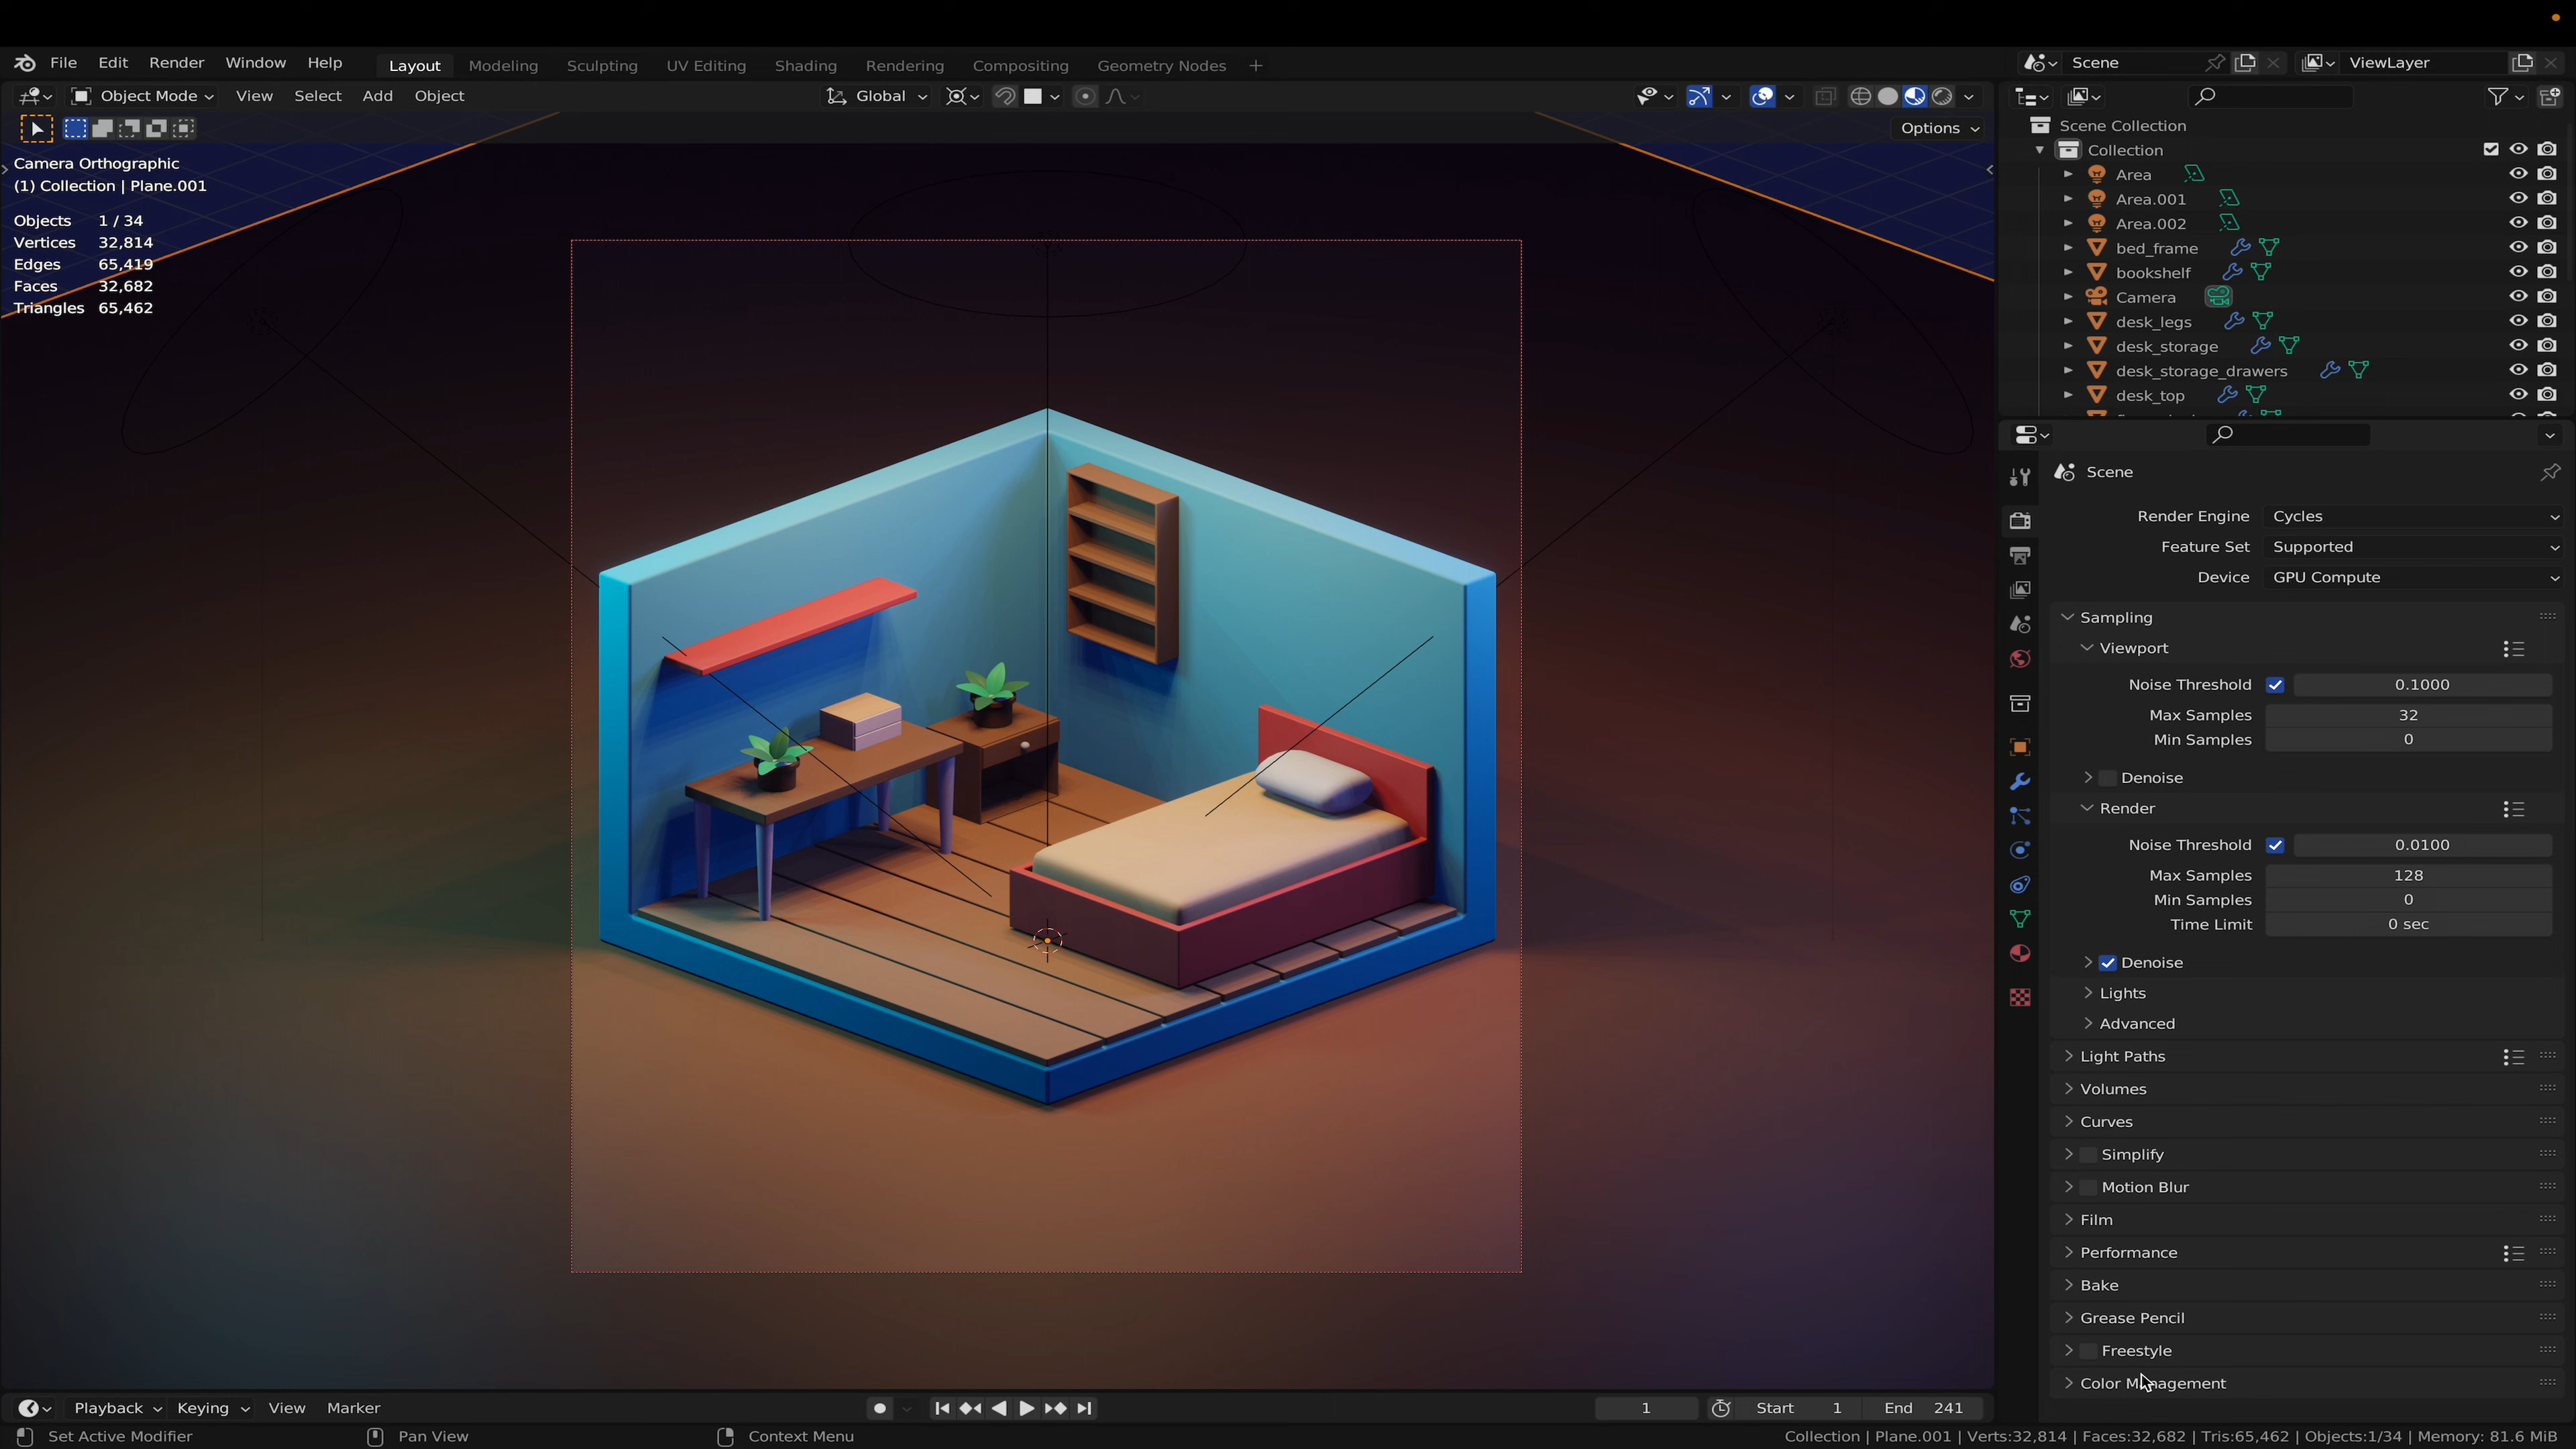 File Edit Render Window Help Layout Modeling Sculpting UV Editing Shading Rendering Compositing Geometry Nodes + Scene ViewLayer
Object Mode View Select Add Object Global
Options
Camera Orthographic
(1) Collection | Plane.001
Objects 1 / 34
Vertices 32,814
Edges 65,419
Faces 32,682
Triangles 65,462
Scene Collection
Collection
Area
Area.001
Area.002
bed_frame
bookshelf
Camera
desk_legs
desk_storage
desk_storage_drawers
desk_top
Scene
Render Engine Cycles
Feature Set Supported
Device GPU Compute
Sampling
Viewport
Noise Threshold 0.1000
Max Samples 32
Min Samples 0
Denoise
Render
Noise Threshold 0.0100
Max Samples 128
Min Samples 0
Time Limit 0 sec
Denoise
Lights
Advanced
Light Paths
Volumes
Curves
Simplify
Motion Blur
Film
Performance
Bake
Grease Pencil
Freestyle
Color Management
Playback Keying View Marker 1 Start 1 End 241
Set Active Modifier Pan View Context Menu Collection | Plane.001 | Verts:32,814 | Faces:32,682 | Tris:65,462 | Objects:1/34 | Memory: 81.6 MiB